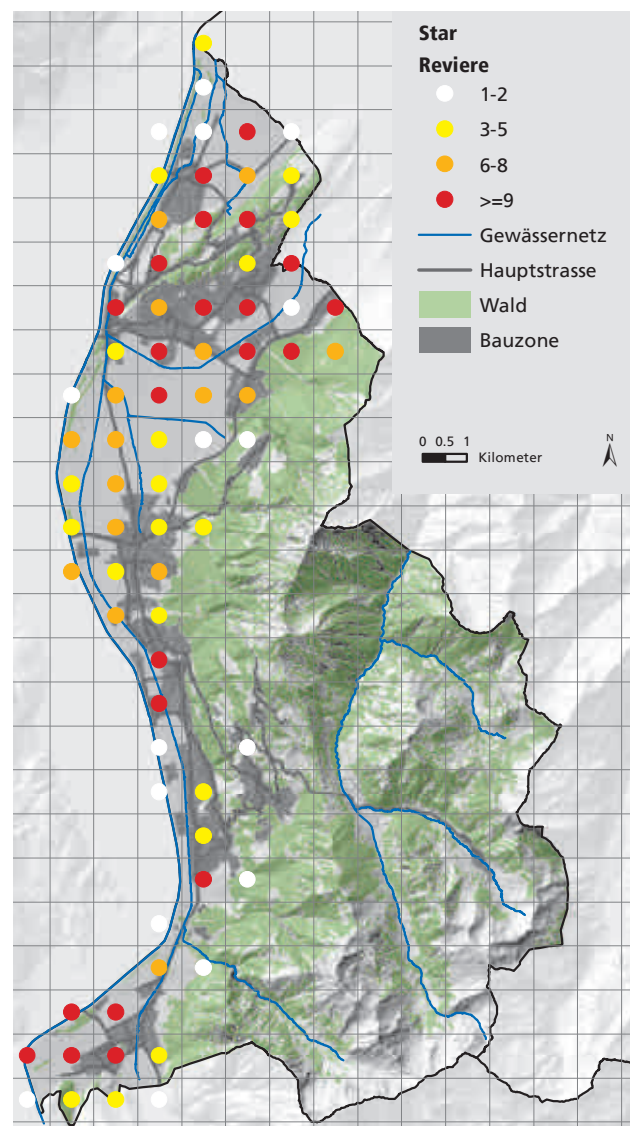 Star
Reviere
1-2
3-5
6-8
>=9
Gewässernetz
Hauptstrasse
Wald
Bauzone
N
0 0.5 1 Kilometer